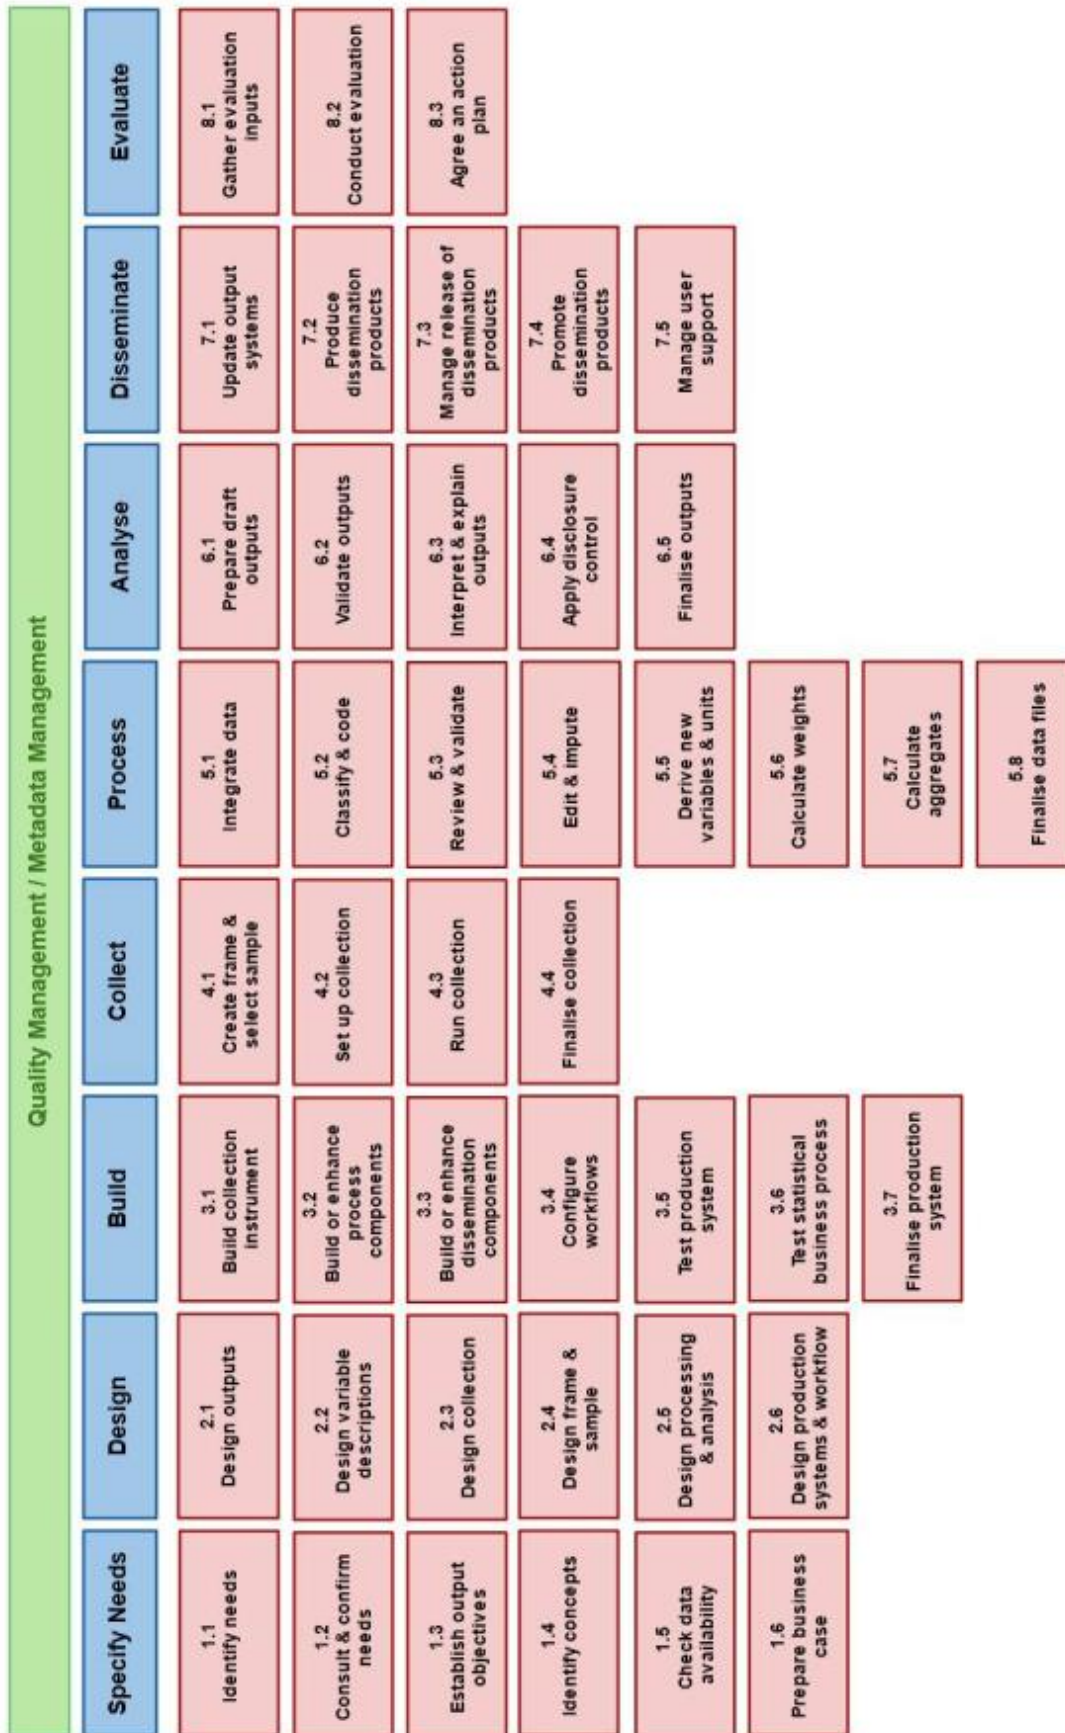 Quality Management / Metadata Management
Specify Needs
Design
Build
Collect
Process
Analyse
Disseminate
Evaluate
1.1
Identify needs
1.2
Consult & confirm
needs
1.3
Establish output
objectives
1.4
Identify concepts
1.5
Check data
availability
1.6
Prepare business
case
2.1
Design outputs
2.2
Design variable
descriptions
2.3
Design collection
2.4
Design frame &
sample
2.5
Design processing
& analysis
2.6
Design production
systems & workflow
3.1
Build collection
instrument
3.2
Build or enhance
process
components
3.3
Build or enhance
dissemination
components
3.4
Configure
workflows
3.5
Test production
system
3.6
Test statistical
business process
3.7
Finalise production
system
4.1
Create frame &
select sample
4.2
Set up collection
4.3
Run collection
4.4
Finalise collection
5.1
Integrate data
5.2
Classify & code
5.3
Review & validate
5.4
Edit & impute
5.5
Derive new
variables & units
5.6
Calculate weights
5.7
Calculate
aggregates
5.8
Finalise data files
6.1
Prepare draft
outputs
6.2
Validate outputs
6.3
Interpret & explain
outputs
6.4
Apply disclosure
control
6.5
Finalise outputs
7.1
Update output
systems
7.2
Produce
dissemination
products
7.3
Manage release of
dissemination
products
7.4
Promote
dissemination
products
7.5
Manage user
support
8.1
Gather evaluation
inputs
8.2
Conduct evaluation
8.3
Agree an action
plan